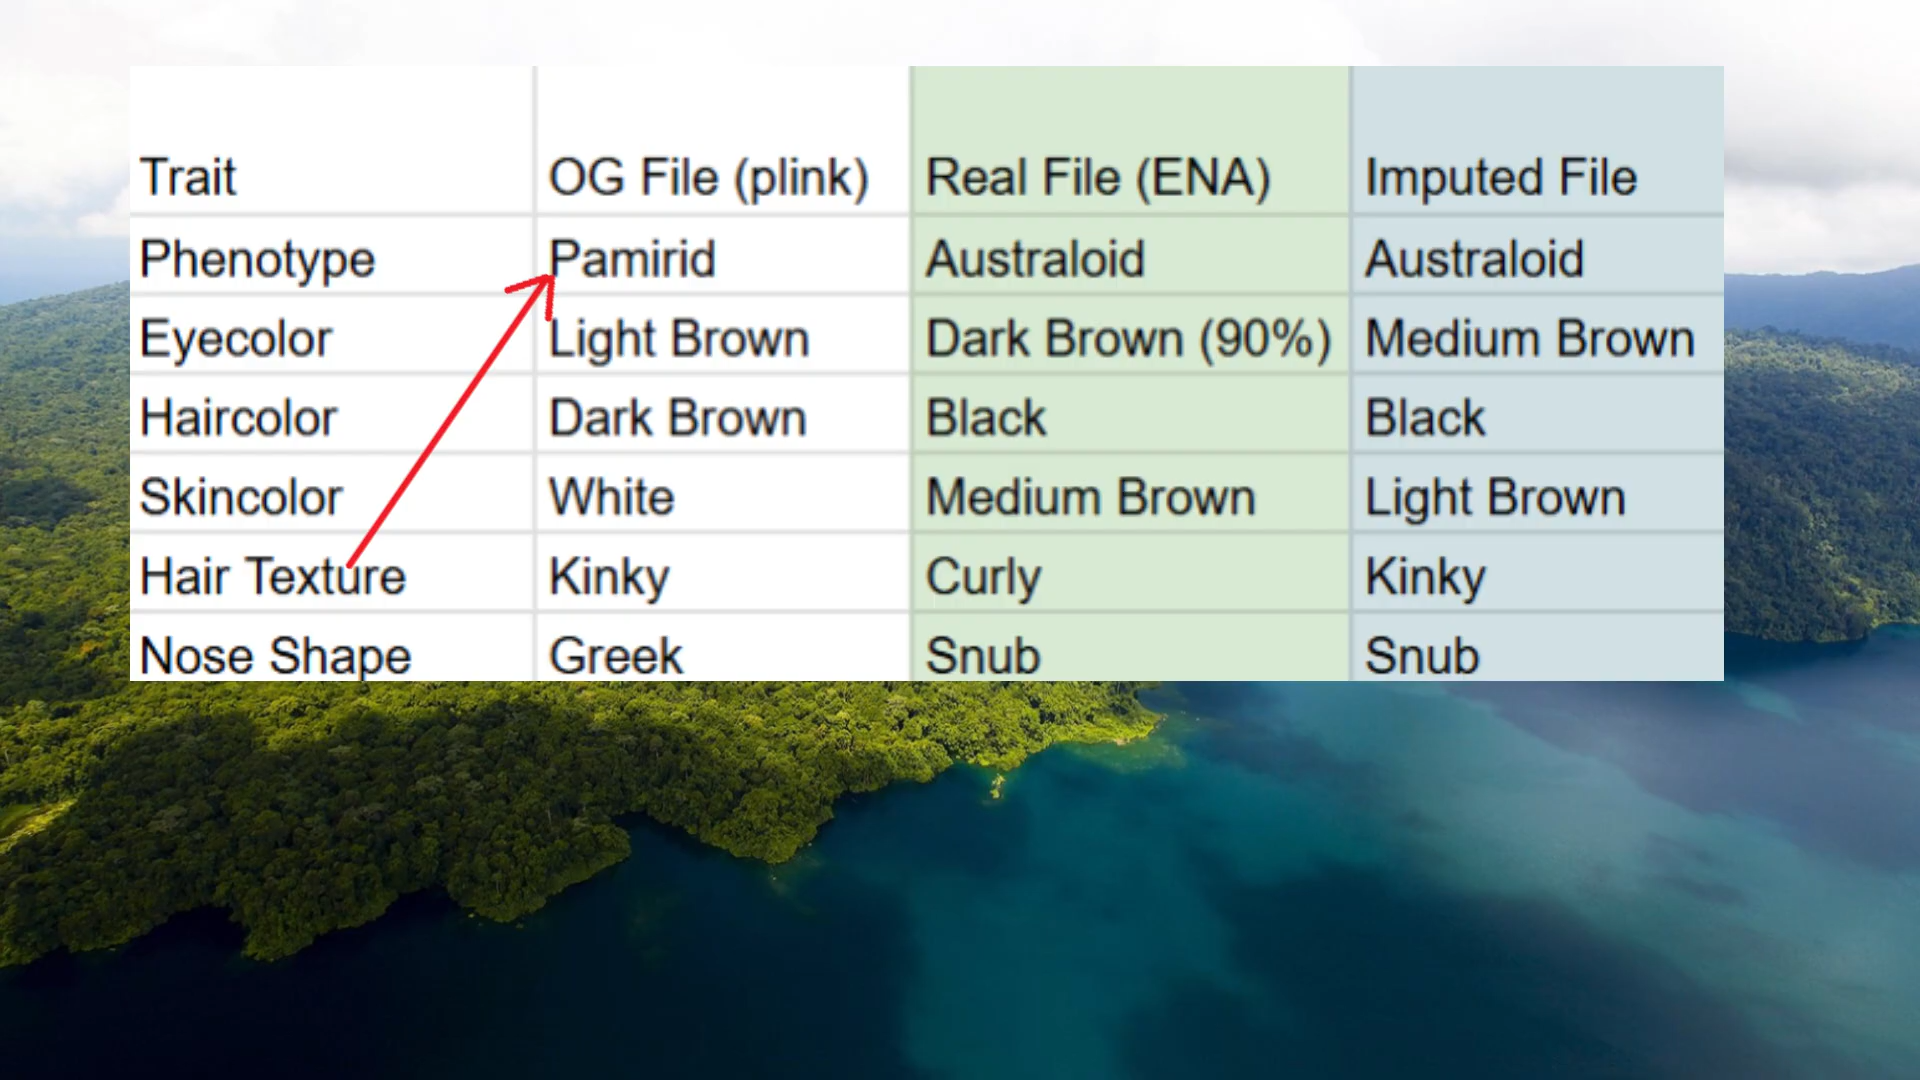 Trait OG File (plink) Real File (ENA) Imputed File
Phenotype Pamirid Australoid Australoid
Eyecolor Light Brown Dark Brown (90%) Medium Brown
Haircolor Dark Brown Black Black
Skincolor White Medium Brown Light Brown
Hair Texture Kinky Curly Kinky
Nose Shape Greek Snub Snub